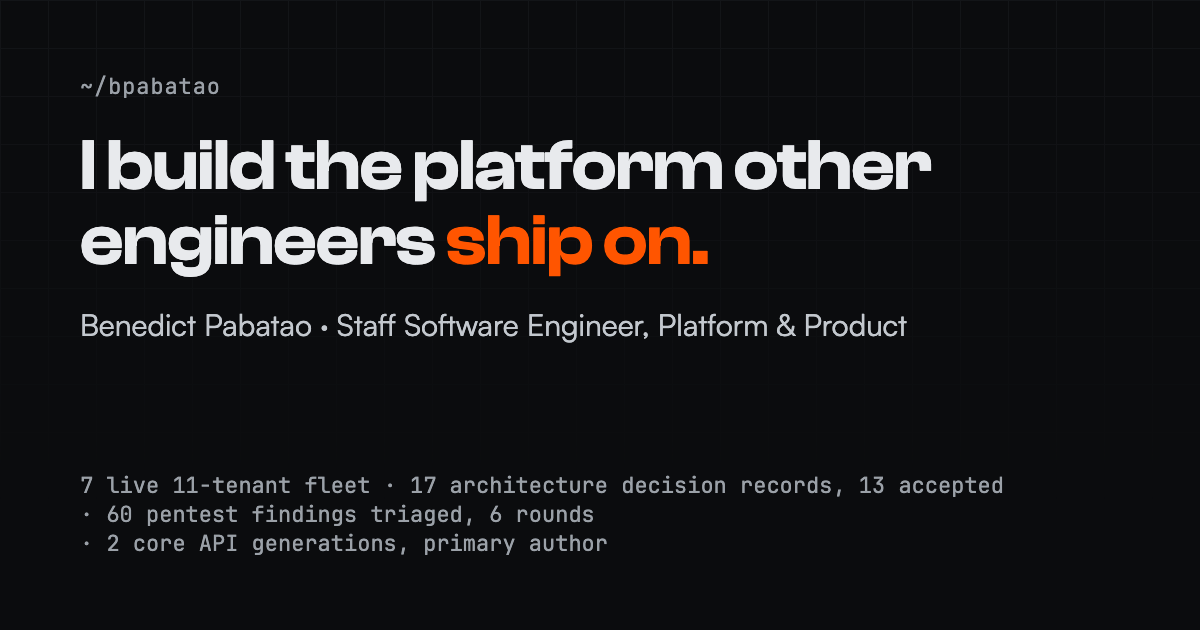 ~/bpabatao
I build the platform other
engineers ship on.
Benedict Pabatao · Staff Software Engineer, Platform & Product
7 live 11-tenant fleet · 17 architecture decision records, 13 accepted
· 60 pentest findings triaged, 6 rounds
· 2 core API generations, primary author